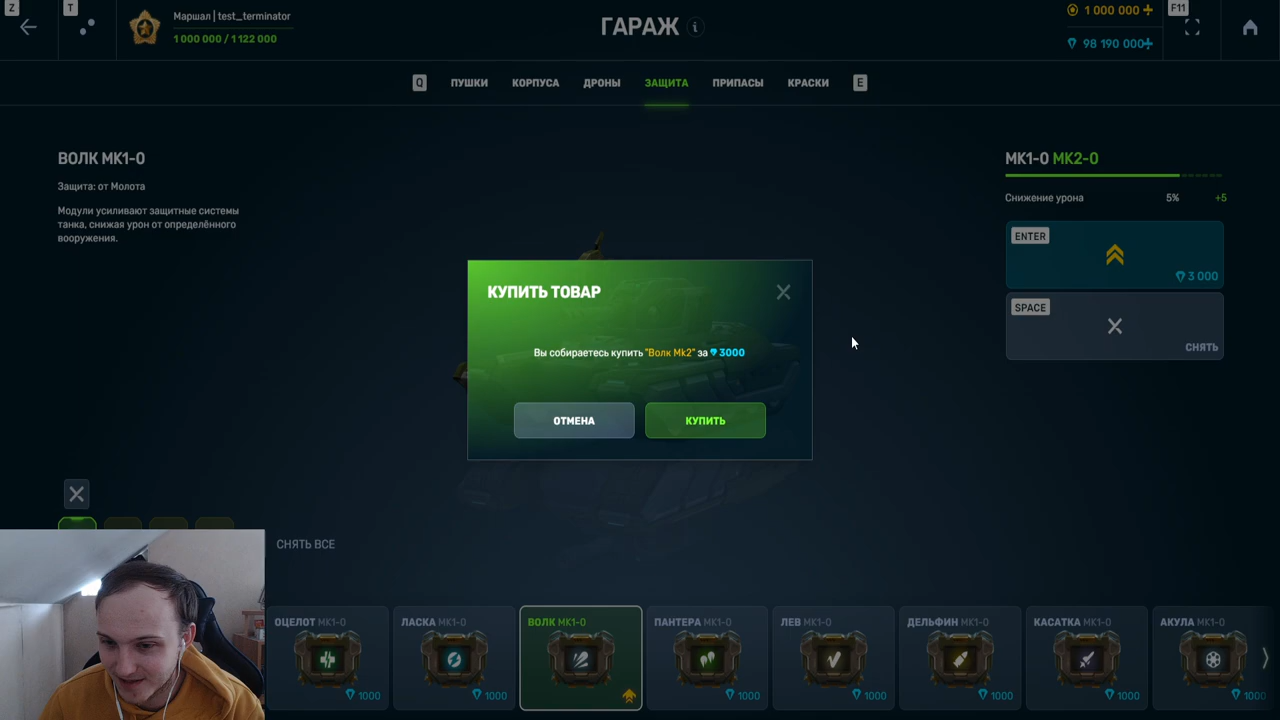 Z
T
Маршал | test_terminator
1 000 000 / 1 122 000
ГАРАЖ
i
1 000 000
98 190 000
F11
Q
ПУШКИ
КОРПУСА
ДРОНЫ
ЗАЩИТА
ПРИПАСЫ
КРАСКИ
E
ВОЛК МК1-0
Защита: от Молота
Модули усиливают защитные системы
танка, снижая урон от определённого
вооружения.
МК1-0 МК2-0
Снижение урона 5% +5
ENTER
3 000
SPACE
СНЯТЬ
КУПИТЬ ТОВАР
Вы собираетесь купить "Волк Mk2" за 3000
ОТМЕНА
КУПИТЬ
СНЯТЬ ВСЕ
ОЦЕЛОТ МК1-0
1000
ЛАСКА МК1-0
1000
ВОЛК МК1-0
ПАНТЕРА МК1-0
1000
ЛЕВ МК1-0
1000
ДЕЛЬФИН МК1-0
1000
КАСАТКА МК1-0
1000
АКУЛА МК1-0
1000